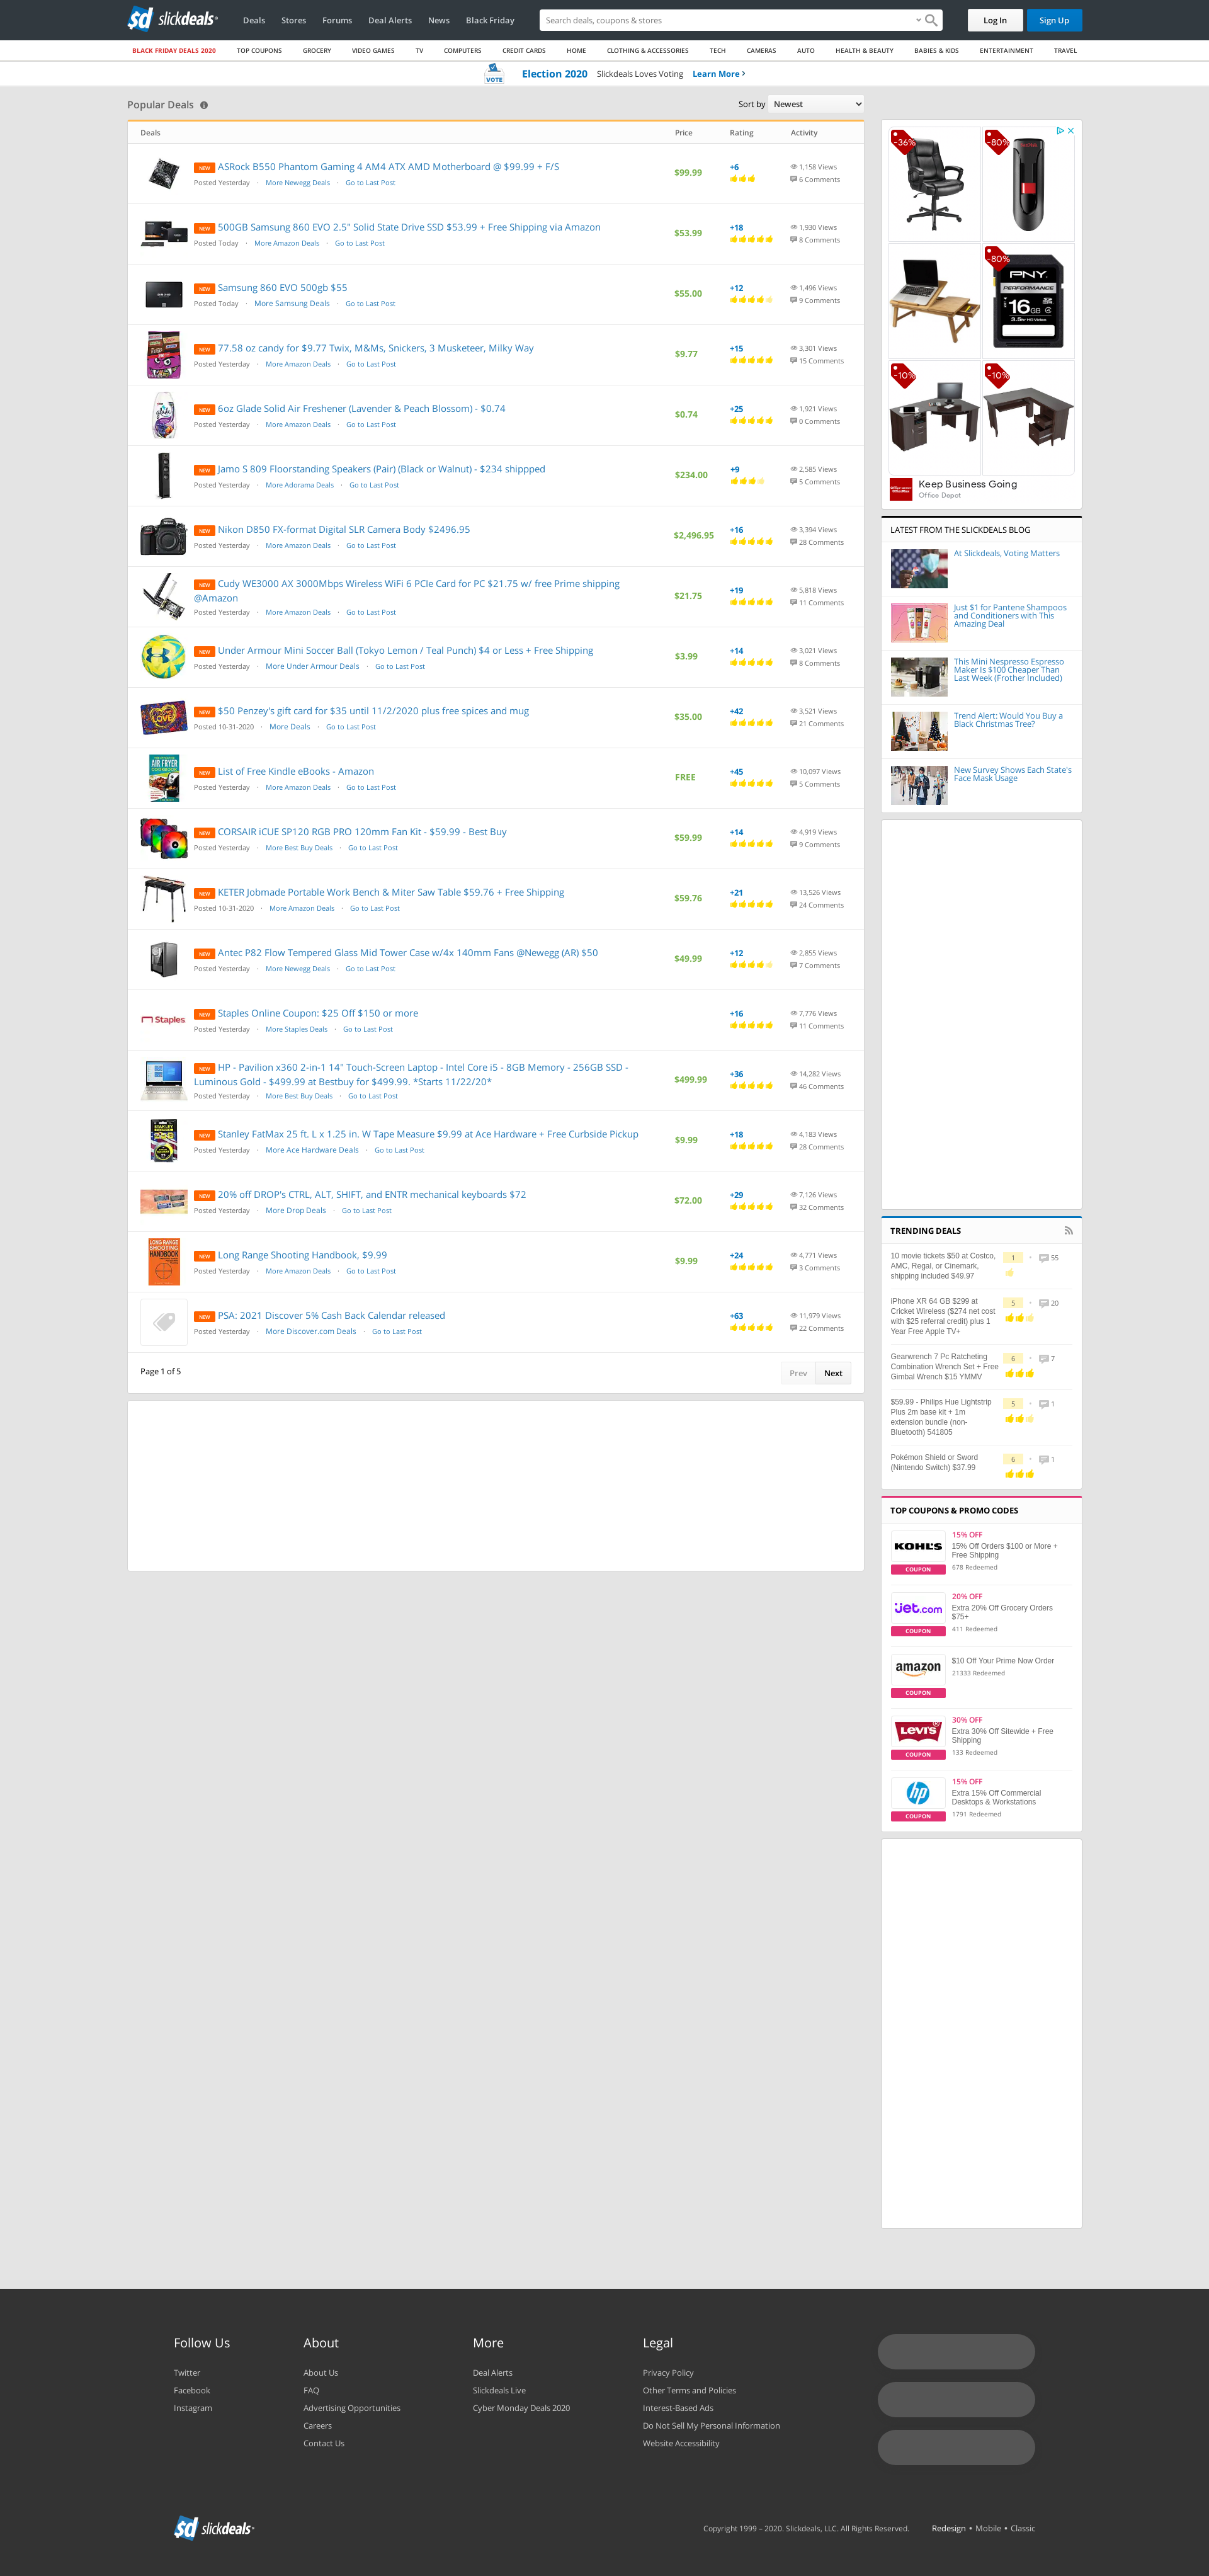 sd slickdeals
Deals Stores Forums Deal Alerts News Black Friday
Search deals, coupons & stores
Log In Sign Up
BLACK FRIDAY DEALS 2020 TOP COUPONS GROCERY VIDEO GAMES TV COMPUTERS CREDIT CARDS HOME CLOTHING & ACCESSORIES TECH CAMERAS AUTO HEALTH & BEAUTY BABIES & KIDS ENTERTAINMENT TRAVEL
VOTE Election 2020 Slickdeals Loves Voting Learn More ›
Popular Deals
Sort by Newest
Deals Price Rating Activity
NEW ASRock B550 Phantom Gaming 4 AM4 ATX AMD Motherboard @ $99.99 + F/S
Posted Yesterday · More Newegg Deals · Go to Last Post
$99.99
+6
1,158 Views
6 Comments
NEW 500GB Samsung 860 EVO 2.5" Solid State Drive SSD $53.99 + Free Shipping via Amazon
Posted Today · More Amazon Deals · Go to Last Post
$53.99
+18
1,930 Views
8 Comments
NEW Samsung 860 EVO 500gb $55
Posted Today · More Samsung Deals · Go to Last Post
$55.00
+12
1,496 Views
9 Comments
NEW 77.58 oz candy for $9.77 Twix, M&Ms, Snickers, 3 Musketeer, Milky Way
Posted Yesterday · More Amazon Deals · Go to Last Post
$9.77
+15
3,301 Views
15 Comments
NEW 6oz Glade Solid Air Freshener (Lavender & Peach Blossom) - $0.74
Posted Yesterday · More Amazon Deals · Go to Last Post
$0.74
+25
1,921 Views
0 Comments
NEW Jamo S 809 Floorstanding Speakers (Pair) (Black or Walnut) - $234 shippped
Posted Yesterday · More Adorama Deals · Go to Last Post
$234.00
+9
2,585 Views
5 Comments
NEW Nikon D850 FX-format Digital SLR Camera Body $2496.95
Posted Yesterday · More Amazon Deals · Go to Last Post
$2,496.95
+16
3,394 Views
28 Comments
NEW Cudy WE3000 AX 3000Mbps Wireless WiFi 6 PCIe Card for PC $21.75 w/ free Prime shipping
@Amazon
Posted Yesterday · More Amazon Deals · Go to Last Post
$21.75
+19
5,818 Views
11 Comments
NEW Under Armour Mini Soccer Ball (Tokyo Lemon / Teal Punch) $4 or Less + Free Shipping
Posted Yesterday · More Under Armour Deals · Go to Last Post
$3.99
+14
3,021 Views
8 Comments
NEW $50 Penzey's gift card for $35 until 11/2/2020 plus free spices and mug
Posted 10-31-2020 · More Deals · Go to Last Post
$35.00
+42
3,521 Views
21 Comments
AIR FRYER
NEW List of Free Kindle eBooks - Amazon
Posted Yesterday · More Amazon Deals · Go to Last Post
FREE
+45
10,097 Views
5 Comments
NEW CORSAIR iCUE SP120 RGB PRO 120mm Fan Kit - $59.99 - Best Buy
Posted Yesterday · More Best Buy Deals · Go to Last Post
$59.99
+14
4,919 Views
9 Comments
NEW KETER Jobmade Portable Work Bench & Miter Saw Table $59.76 + Free Shipping
Posted 10-31-2020 · More Amazon Deals · Go to Last Post
$59.76
+21
13,526 Views
24 Comments
NEW Antec P82 Flow Tempered Glass Mid Tower Case w/4x 140mm Fans @Newegg (AR) $50
Posted Yesterday · More Newegg Deals · Go to Last Post
$49.99
+12
2,855 Views
7 Comments
Staples
NEW Staples Online Coupon: $25 Off $150 or more
Posted Yesterday · More Staples Deals · Go to Last Post
+16
7,776 Views
11 Comments
NEW HP - Pavilion x360 2-in-1 14" Touch-Screen Laptop - Intel Core i5 - 8GB Memory - 256GB SSD -
Luminous Gold - $499.99 at Bestbuy for $499.99. *Starts 11/22/20*
Posted Yesterday · More Best Buy Deals · Go to Last Post
$499.99
+36
14,282 Views
46 Comments
NEW Stanley FatMax 25 ft. L x 1.25 in. W Tape Measure $9.99 at Ace Hardware + Free Curbside Pickup
Posted Yesterday · More Ace Hardware Deals · Go to Last Post
$9.99
+18
4,183 Views
28 Comments
NEW 20% off DROP's CTRL, ALT, SHIFT, and ENTR mechanical keyboards $72
Posted Yesterday · More Drop Deals · Go to Last Post
$72.00
+29
7,126 Views
32 Comments
LONG RANGE
SHOOTING
HANDBOOK
NEW Long Range Shooting Handbook, $9.99
Posted Yesterday · More Amazon Deals · Go to Last Post
$9.99
+24
4,771 Views
3 Comments
NEW PSA: 2021 Discover 5% Cash Back Calendar released
Posted Yesterday · More Discover.com Deals · Go to Last Post
+63
11,979 Views
22 Comments
Page 1 of 5
Prev Next
-36% -80%
-80%
PNY
PERFORMANCE
16 GB
-10% -10%
Keep Business Going
Office Depot
LATEST FROM THE SLICKDEALS BLOG
At Slickdeals, Voting Matters
Just $1 for Pantene Shampoos
and Conditioners with This
Amazing Deal
This Mini Nespresso Espresso
Maker Is $100 Cheaper Than
Last Week (Frother Included)
Trend Alert: Would You Buy a
Black Christmas Tree?
New Survey Shows Each State's
Face Mask Usage
TRENDING DEALS
10 movie tickets $50 at Costco,
AMC, Regal, or Cinemark,
shipping included $49.97
1 · 55
iPhone XR 64 GB $299 at
Cricket Wireless ($274 net cost
with $25 referral credit) plus 1
Year Free Apple TV+
5 · 20
Gearwrench 7 Pc Ratcheting
Combination Wrench Set + Free
Gimbal Wrench $15 YMMV
6 · 7
$59.99 - Philips Hue Lightstrip
Plus 2m base kit + 1m
extension bundle (non-
Bluetooth) 541805
5 · 1
Pokémon Shield or Sword
(Nintendo Switch) $37.99
6 · 1
TOP COUPONS & PROMO CODES
KOHL'S
COUPON
15% OFF
15% Off Orders $100 or More +
Free Shipping
678 Redeemed
jet.com
COUPON
20% OFF
Extra 20% Off Grocery Orders
$75+
411 Redeemed
amazon
COUPON
$10 Off Your Prime Now Order
21333 Redeemed
LEVI'S
COUPON
30% OFF
Extra 30% Off Sitewide + Free
Shipping
133 Redeemed
hp
COUPON
15% OFF
Extra 15% Off Commercial
Desktops & Workstations
1791 Redeemed
Follow Us
Twitter
Facebook
Instagram
About
About Us
FAQ
Advertising Opportunities
Careers
Contact Us
More
Deal Alerts
Slickdeals Live
Cyber Monday Deals 2020
Legal
Privacy Policy
Other Terms and Policies
Interest-Based Ads
Do Not Sell My Personal Information
Website Accessibility
sd slickdeals
Copyright 1999 – 2020. Slickdeals, LLC. All Rights Reserved. Redesign • Mobile • Classic